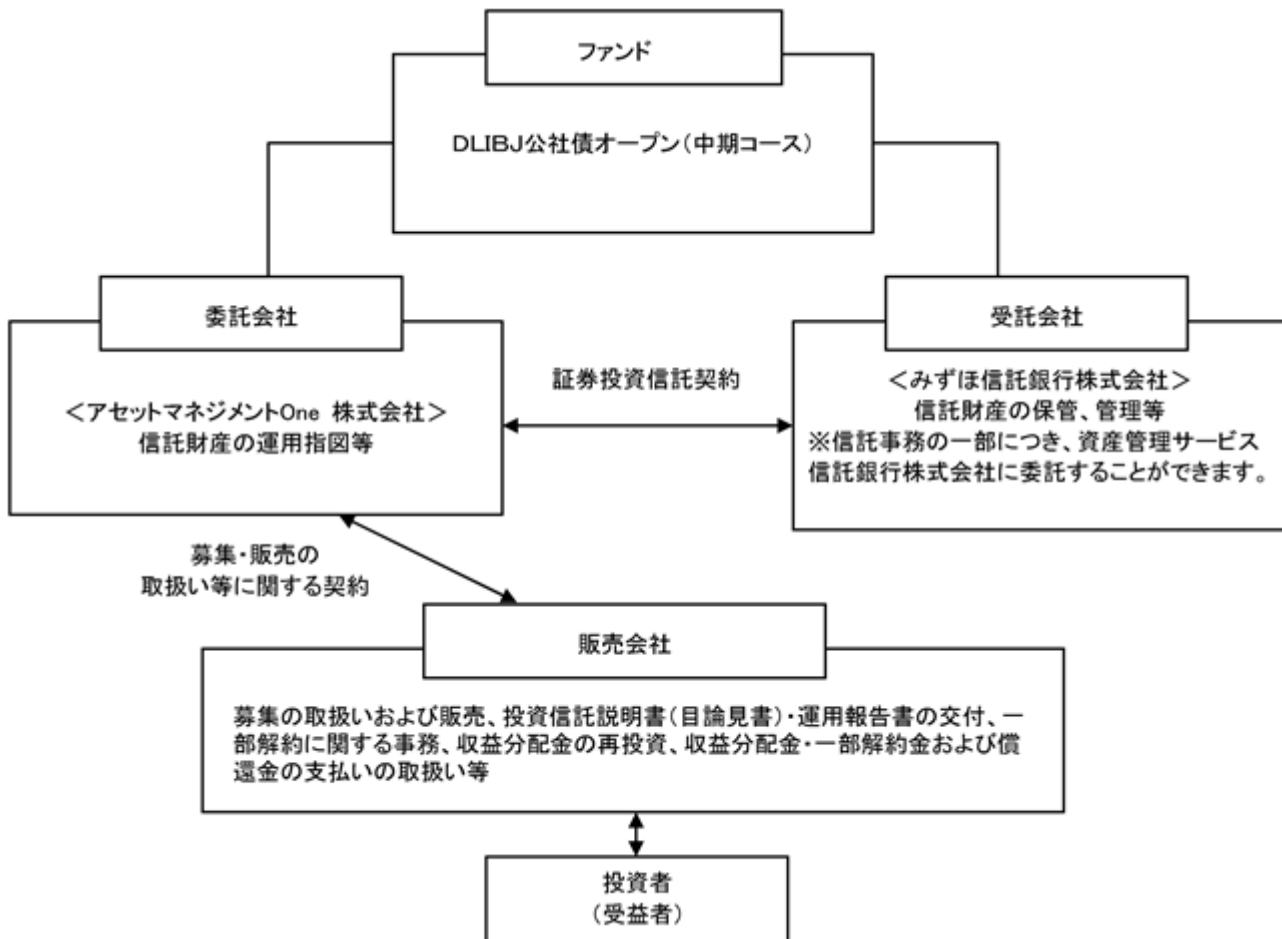 ファンド
DLIBJ公社債オープン(中期コース)
委託会社
<アセットマネジメントOne 株式会社>
信託財産の運用指図等
証券投資信託契約
受託会社
<みずほ信託銀行株式会社>
信託財産の保管、管理等
※信託事務の一部につき、資産管理サービス
信託銀行株式会社に委託することができます。
募集・販売の
取扱い等に関する契約
販売会社
募集の取扱いおよび販売、投資信託説明書(目論見書)・運用報告書の交付、一
部解約に関する事務、収益分配金の再投資、収益分配金・一部解約金および償
還金の支払いの取扱い等
投資者
(受益者)